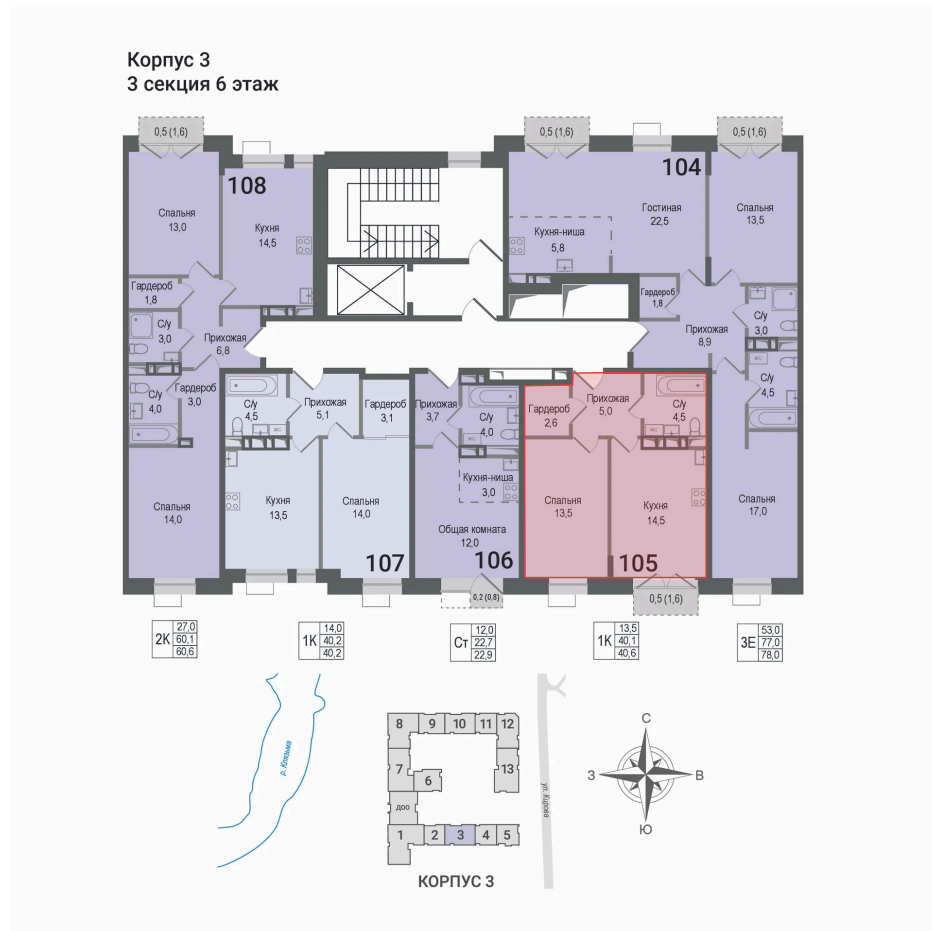 Корпус 3
3 секция 6 этаж
0,5 (1,6)
0,5 (1,6)
0,5 (1,6)
108
104
Спальня
13,0
Кухня
14,5
Гостиная
22,5
Спальня
13,5
Кухня-ниша
5,8
Гардероб
1,8
Гардероб
1,8
С/у
3,0
С/у
3,0
Прихожая
6,8
Прихожая
8,9
С/у
4,0
Гардероб
3,0
С/у
4,5
МС
Прихожая
5,1
Гардероб
3,1
Прихожая
3,7
С/у
4,0
МС
Гардероб
2,6
Прихожая
5,0
С/у
4,5
МС
МС
С/у
4,5
Кухня-ниша
3,0
Спальня
14,0
Кухня
13,5
Спальня
14,0
Общая комната
12,0
Спальня
13,5
Кухня
14,5
Спальня
17,0
107
106
105
0,2 (0,8)
0,5 (1,6)
2К 27,0 60,1 60,6
1К 14,0 40,2 40,2
Ст 12,0 22,7 22,9
1К 13,5 40,1 40,6
3Е 53,0 77,0 78,0
р. Клязьма
8 9 10 11 12
7 6 13
ДОО
1 2 3 4 5
КОРПУС 3
ул. Кирова
С
З
В
Ю